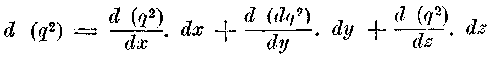 d (q²) = d (q²)/dx . dx + d (dq²)/dy . dy + d (q²)/dz . dz